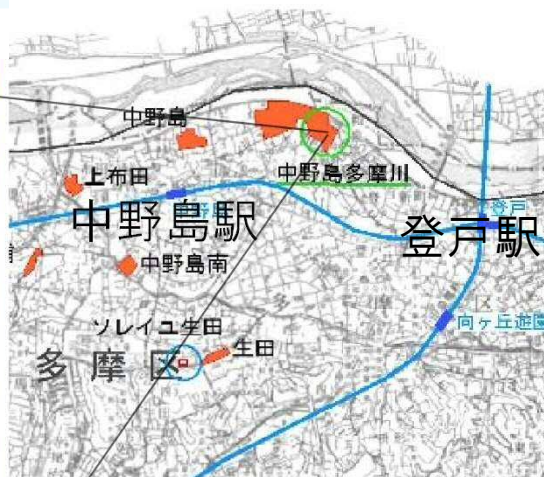 中野島
中野島多摩川
上布田
中野島駅
登戸
登戸駅
中野島南
向ヶ丘遊園
ソレイユ生田
生田
多摩区